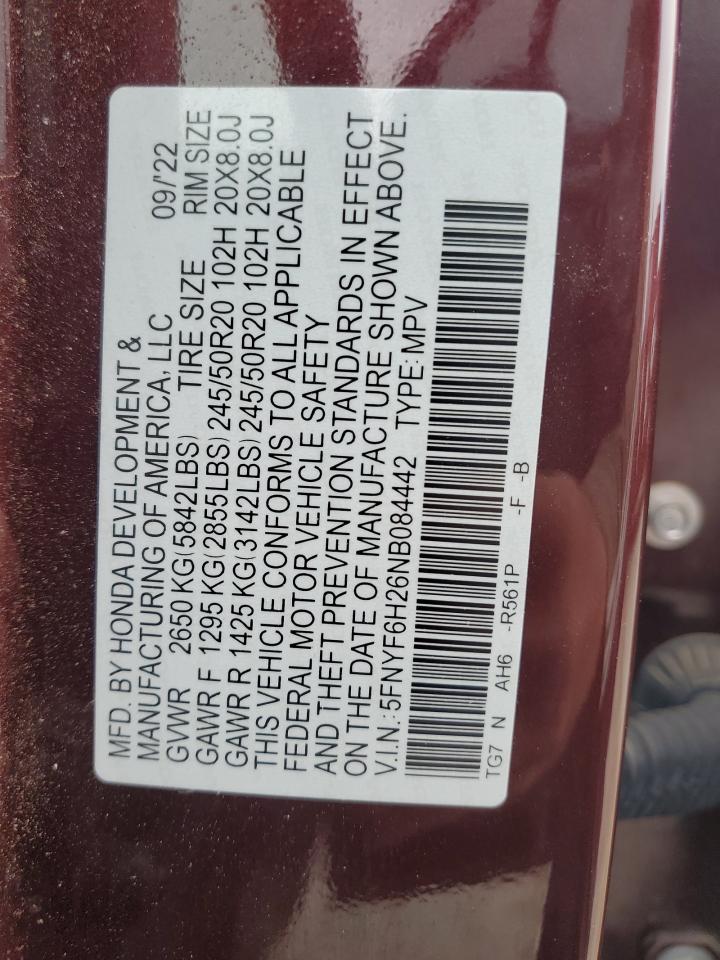 MFD. BY HONDA DEVELOPMENT &
MANUFACTURING OF AMERICA, LLC 09/'22
GVWR 2650 KG(5842LBS) TIRE SIZE RIM SIZE
GAWR F 1295 KG(2855LBS) 245/50R20 102H 20X8.0J
GAWR R 1425 KG(3142LBS) 245/50R20 102H 20X8.0J
THIS VEHICLE CONFORMS TO ALL APPLICABLE
FEDERAL MOTOR VEHICLE SAFETY
AND THEFT PREVENTION STANDARDS IN EFFECT
ON THE DATE OF MANUFACTURE SHOWN ABOVE.
V.I.N.:5FNYF6H26NB084442 TYPE:MPV
TG7 N AH6 -R561P -F -B